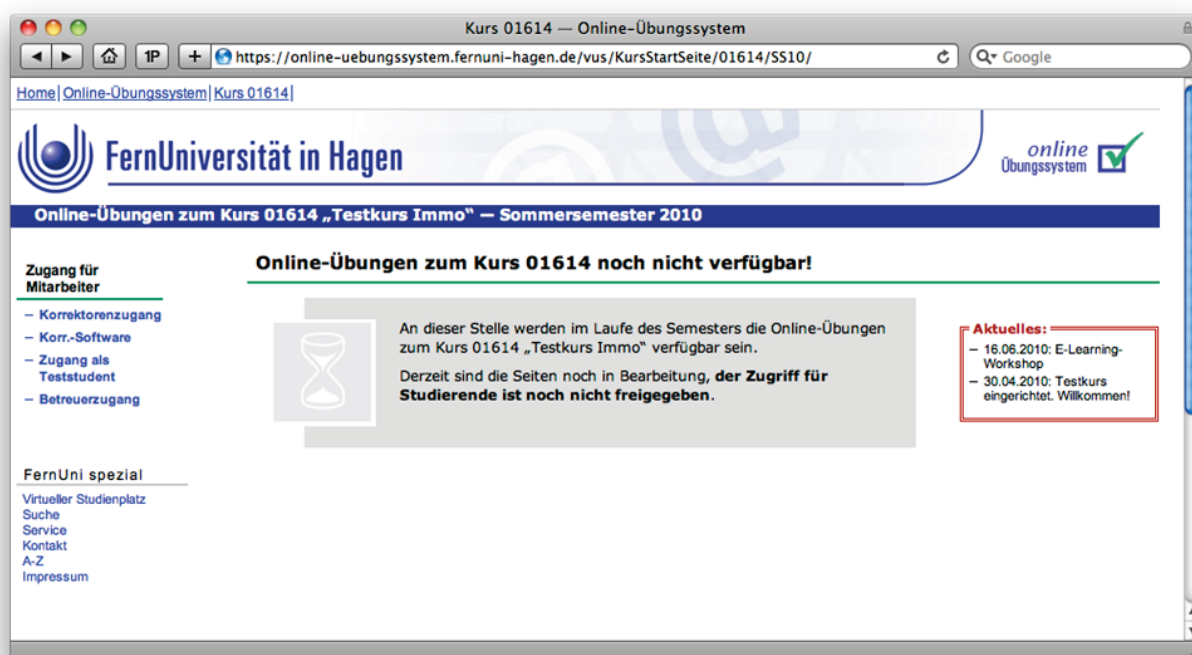 Kurs 01614 — Online-Übungssystem
1P
+
https://online-uebungssystem.fernuni-hagen.de/vus/KursStartSeite/01614/SS10/
Google
Home| Online-Übungssystem| Kurs 01614|
FernUniversität in Hagen
online
Übungssystem
Online-Übungen zum Kurs 01614 „Testkurs Immo“ — Sommersemester 2010
Zugang für
Mitarbeiter
– Korrektorenzugang
– Korr.-Software
– Zugang als
Teststudent
– Betreuerzugang
FernUni spezial
Virtueller Studienplatz
Suche
Service
Kontakt
A-Z
Impressum
Online-Übungen zum Kurs 01614 noch nicht verfügbar!
An dieser Stelle werden im Laufe des Semesters die Online-Übungen
zum Kurs 01614 „Testkurs Immo“ verfügbar sein.
Derzeit sind die Seiten noch in Bearbeitung, der Zugriff für
Studierende ist noch nicht freigegeben.
Aktuelles:
– 16.06.2010: E-Learning-
Workshop
– 30.04.2010: Testkurs
eingerichtet. Willkommen!